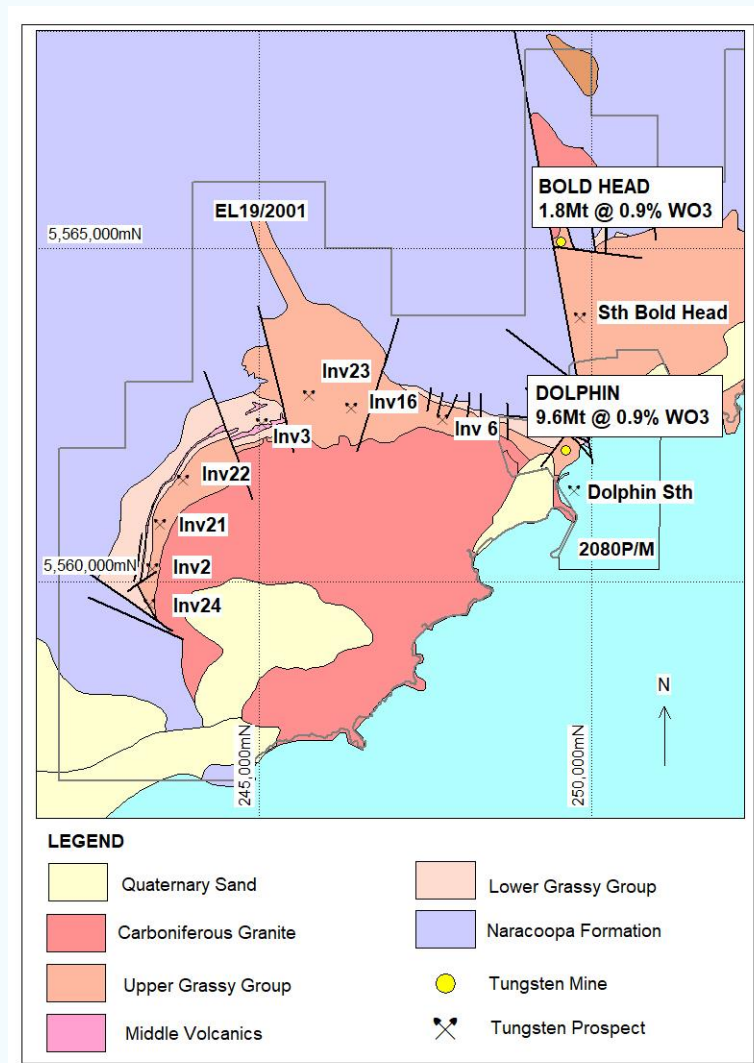 BOLD HEAD
1.8Mt @ 0.9% WO3
EL19/2001
5,565,000mN
Sth Bold Head
Inv23
DOLPHIN
9.6Mt @ 0.9% WO3
Inv16
Inv3
Inv 6
Inv22
Dolphin Sth
Inv21
2080P/M
5,560,000mN
Inv2
Inv24
N
245,000mN
250,000mN
LEGEND
Quaternary Sand
Lower Grassy Group
Carboniferous Granite
Naracoopa Formation
Upper Grassy Group
Tungsten Mine
Middle Volcanics
Tungsten Prospect